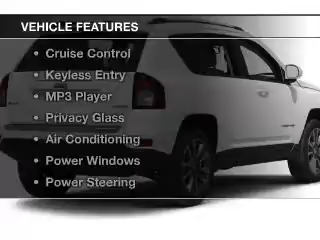 VEHICLE FEATURES
• Cruise Control
• Keyless Entry
• MP3 Player
• Privacy Glass
• Air Conditioning
• Power Windows
• Power Steering